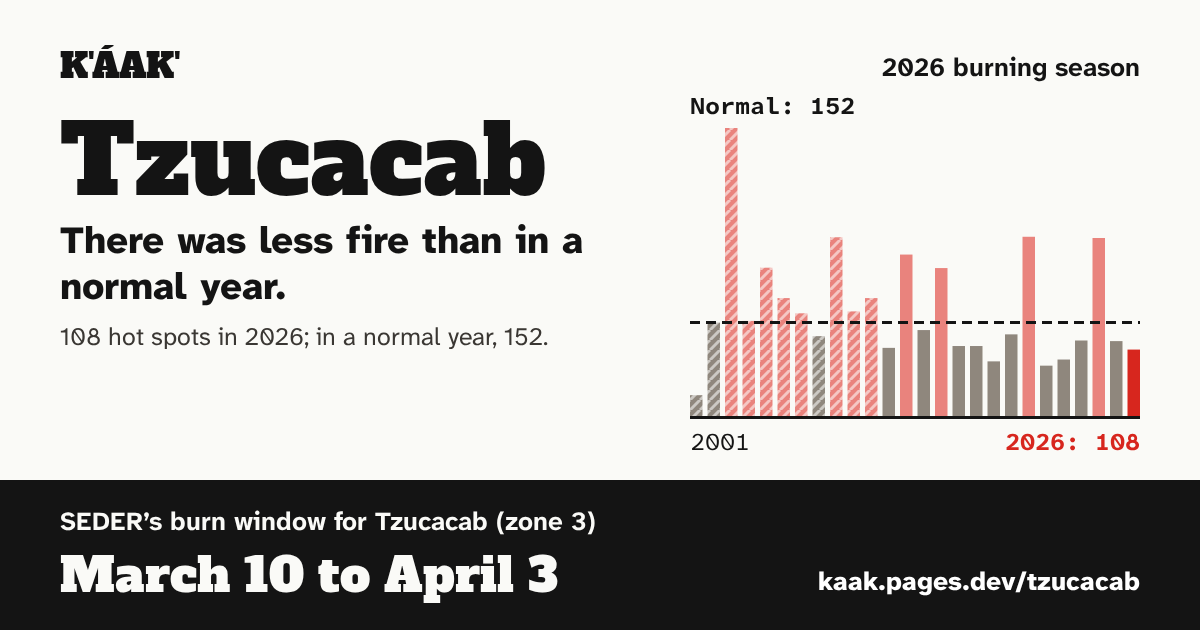 K'ÁAK'
2026 burning season
Tzucacab
There was less fire than in a
normal year.
108 hot spots in 2026; in a normal year, 152.
Normal: 152
2001
2026: 108
SEDER’s burn window for Tzucacab (zone 3)
March 10 to April 3
kaak.pages.dev/tzucacab